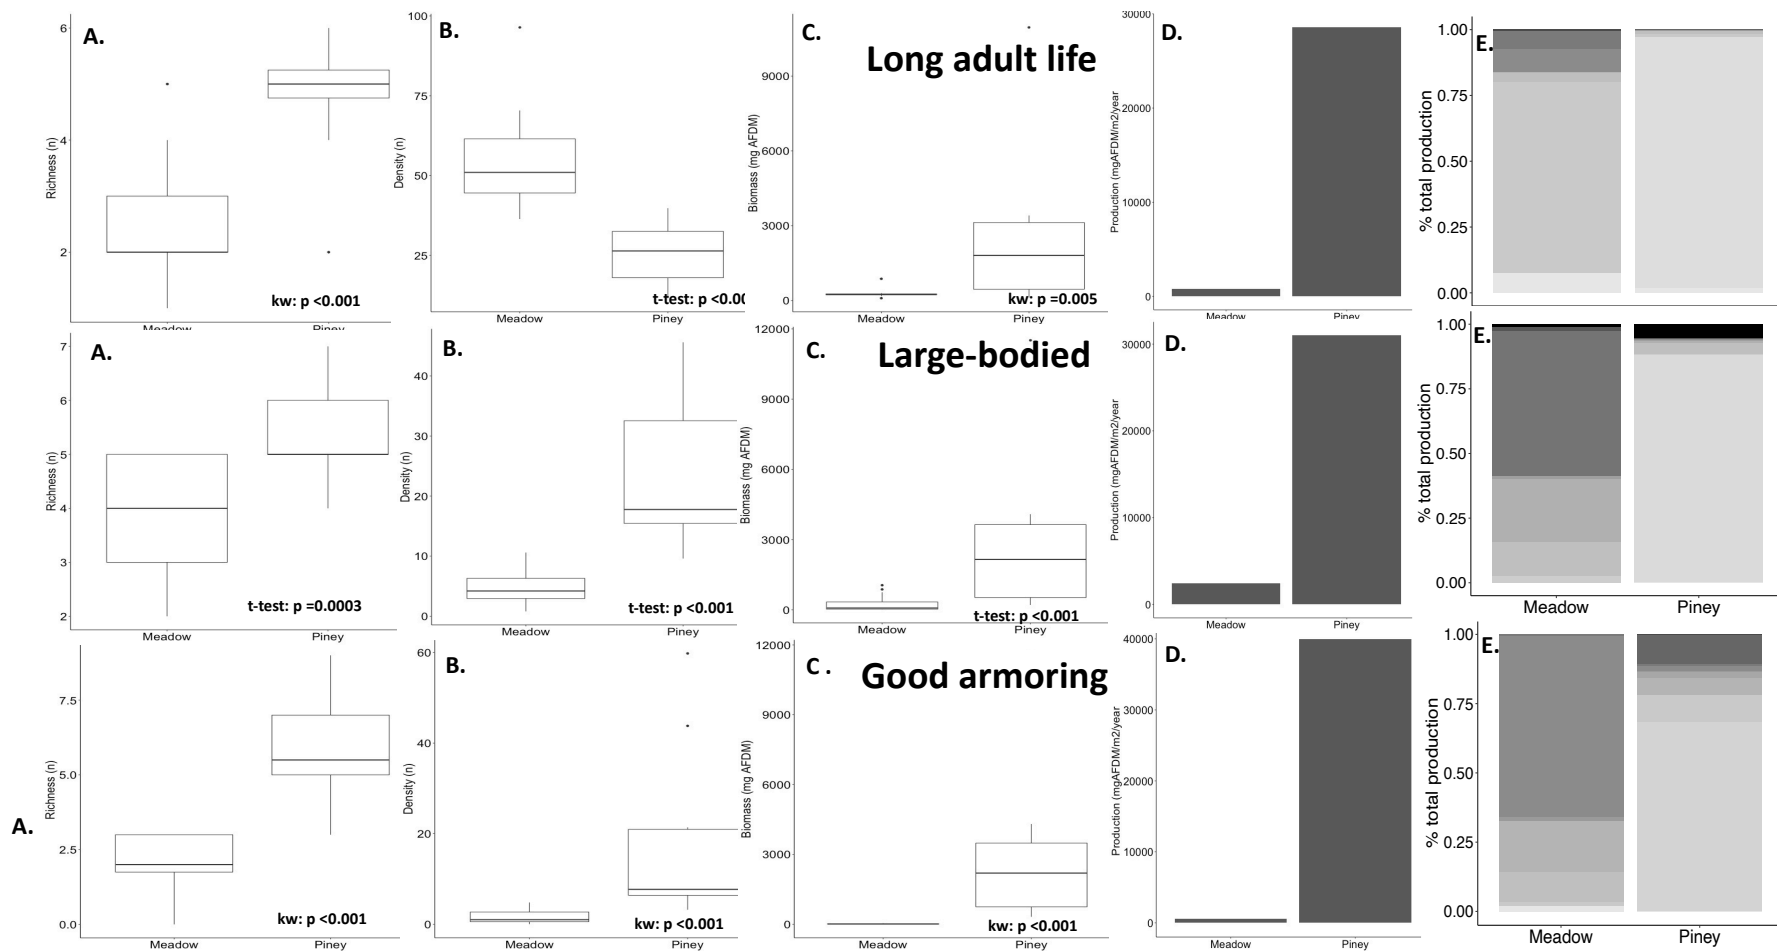 A.
Richness (n)
6
4
2
kw: p <0.001
Meadow
Piney
B.
Density (n)
100
75
50
25
t-test: p <0.00
Meadow
Piney
C.
Long adult life
Biomass (mg AFDM)
9000
6000
3000
0
kw: p =0.005
D.
Production (mgAFDM/m2/year
30000
20000
10000
0
Meadow
Piney
E.
% total production
1.00
0.75
0.50
0.25
0.00
A.
Richness (n)
7
6
5
4
3
2
t-test: p =0.0003
Meadow
Piney
B.
Density (n)
40
30
20
10
0
t-test: p <0.001
Meadow
Piney
C.
Large-bodied
Biomass (mg AFDM)
12000
9000
6000
3000
0
t-test: p <0.001
Meadow
Piney
D.
Production (mgAFDM/m2/year
30000
20000
10000
0
Meadow
Piney
E.
% total production
1.00
0.75
0.50
0.25
0.00
Meadow
Piney
A.
Richness (n)
7.5
5.0
2.5
0.0
kw: p <0.001
Meadow
Piney
B.
Density (n)
60
40
20
0
kw: p <0.001
Meadow
Piney
C .
Good armoring
Biomass (mg AFDM)
12000
9000
6000
3000
0
kw: p <0.001
Meadow
Piney
D.
Production (mgAFDM/m2/year
40000
30000
20000
10000
0
Meadow
Piney
E.
% total production
1.00
0.75
0.50
0.25
0.00
Meadow
Piney